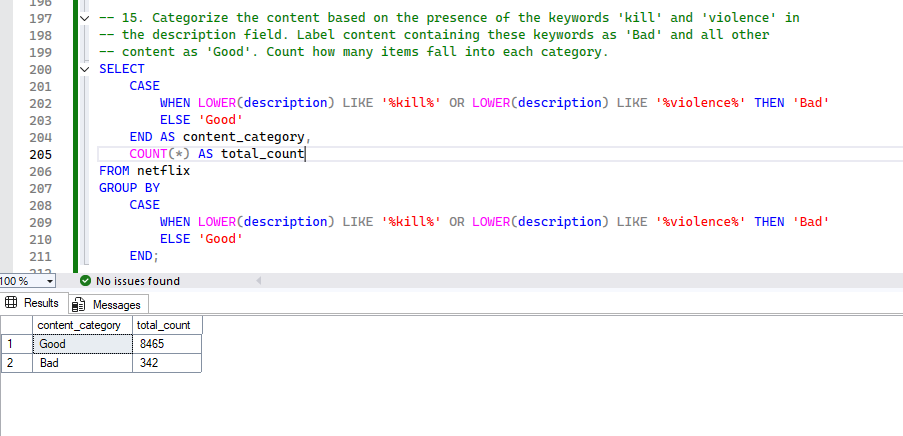 196
197 -- 15. Categorize the content based on the presence of the keywords 'kill' and 'violence' in
198 -- the description field. Label content containing these keywords as 'Bad' and all other
199 -- content as 'Good'. Count how many items fall into each category.
200 SELECT
201 CASE
202 WHEN LOWER(description) LIKE '%kill%' OR LOWER(description) LIKE '%violence%' THEN 'Bad'
203 ELSE 'Good'
204 END AS content_category,
205 COUNT(*) AS total_count
206 FROM netflix
207 GROUP BY
208 CASE
209 WHEN LOWER(description) LIKE '%kill%' OR LOWER(description) LIKE '%violence%' THEN 'Bad'
210 ELSE 'Good'
211 END;
212
100 % No issues found
Results Messages
content_category total_count
1 Good 8465
2 Bad 342